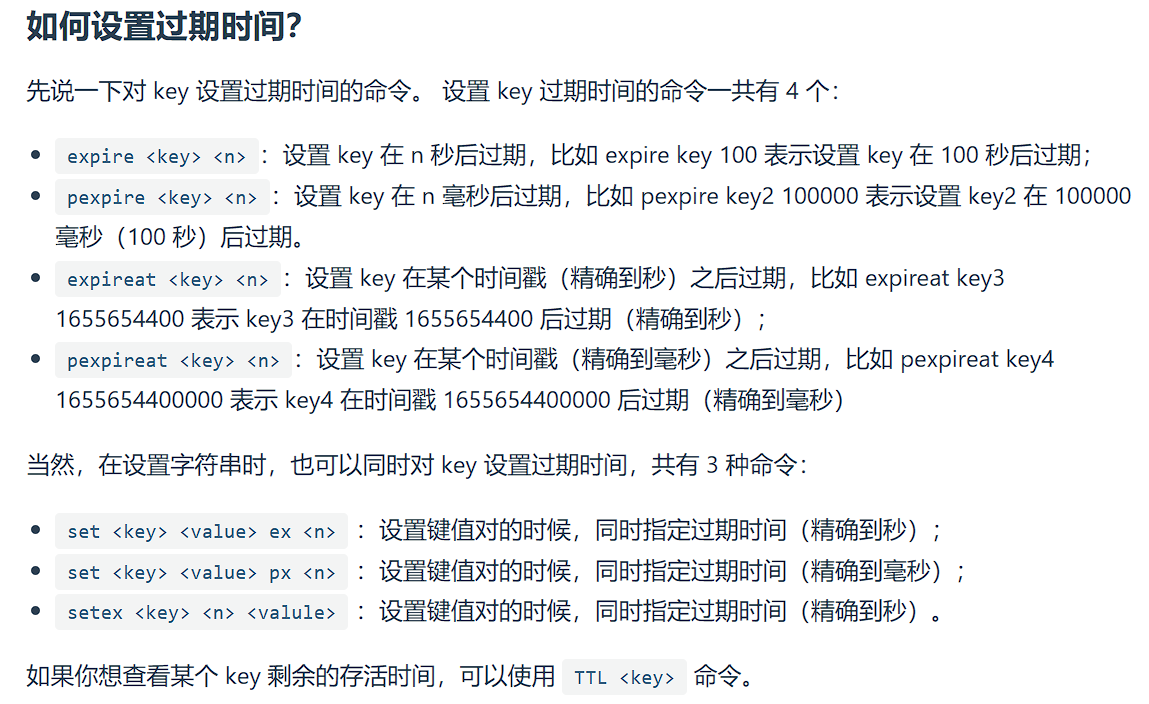 如何设置过期时间？
先说一下对 key 设置过期时间的命令。 设置 key 过期时间的命令一共有 4 个：
expire <key> <n> ：设置 key 在 n 秒后过期，比如 expire key 100 表示设置 key 在 100 秒后过期；
pexpire <key> <n> ：设置 key 在 n 毫秒后过期，比如 pexpire key2 100000 表示设置 key2 在 100000
毫秒（100 秒）后过期。
expireat <key> <n> ：设置 key 在某个时间戳（精确到秒）之后过期，比如 expireat key3
1655654400 表示 key3 在时间戳 1655654400 后过期（精确到秒）；
pexpireat <key> <n> ：设置 key 在某个时间戳（精确到毫秒）之后过期，比如 pexpireat key4
1655654400000 表示 key4 在时间戳 1655654400000 后过期（精确到毫秒）
当然，在设置字符串时，也可以同时对 key 设置过期时间，共有 3 种命令：
set <key> <value> ex <n> ：设置键值对的时候，同时指定过期时间（精确到秒）；
set <key> <value> px <n> ：设置键值对的时候，同时指定过期时间（精确到毫秒）；
setex <key> <n> <valule> ：设置键值对的时候，同时指定过期时间（精确到秒）。
如果你想查看某个 key 剩余的存活时间，可以使用 TTL <key> 命令。